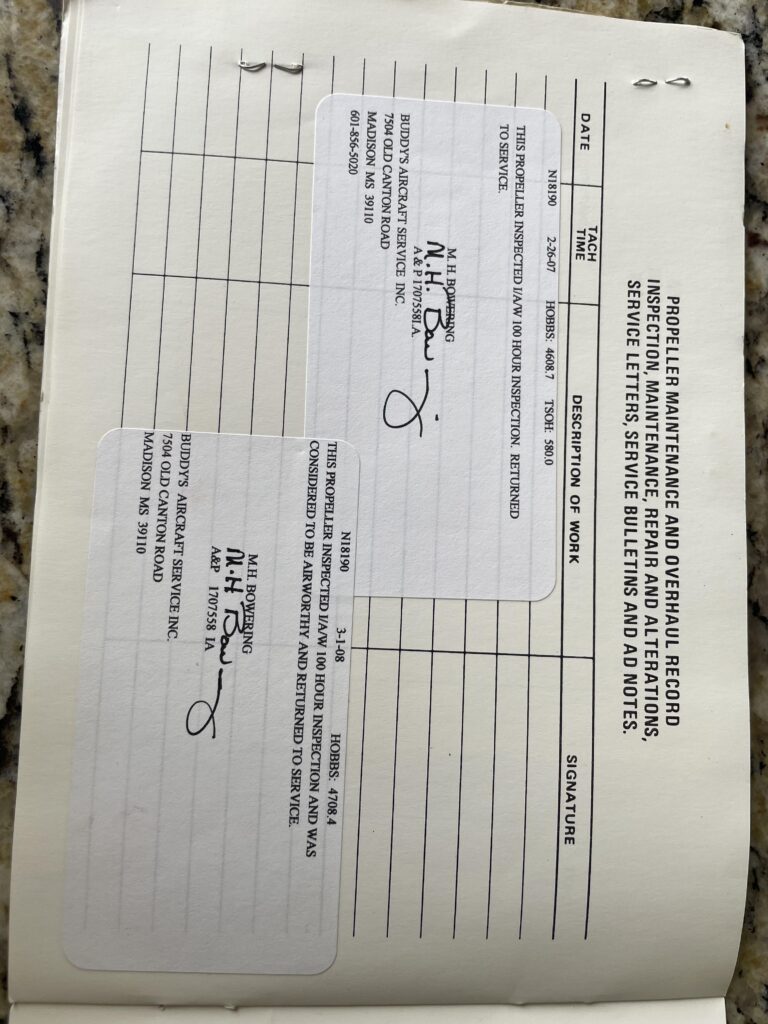 PROPELLER MAINTENANCE AND OVERHAUL RECORD
INSPECTION, MAINTENANCE, REPAIR AND ALTERATIONS,
SERVICE LETTERS, SERVICE BULLETINS AND AD NOTES.
DATE TACH TIME DESCRIPTION OF WORK SIGNATURE
N18190 2-26-07 HOBBS: 4608.7 TSOH: 580.0
THIS PROPELLER INSPECTED I/A/W 100 HOUR INSPECTION. RETURNED
TO SERVICE.
M. H. BOWERING
M.H. Bow
A & P 1707558I.A.
BUDDY'S AIRCRAFT SERVICE INC.
7504 OLD CANTON ROAD
MADISON MS 39110
601-856-5020
N18190 3-1-08 HOBBS: 4708.4
THIS PROPELLER INSPECTED I/A/W 100 HOUR INSPECTION AND WAS
CONSIDERED TO BE AIRWORTHY AND RETURNED TO SERVICE.
M.H. BOWERING
M.H Bow
A&P 1707558 IA
BUDDY'S AIRCRAFT SERVICE INC.
7504 OLD CANTON ROAD
MADISON MS 39110